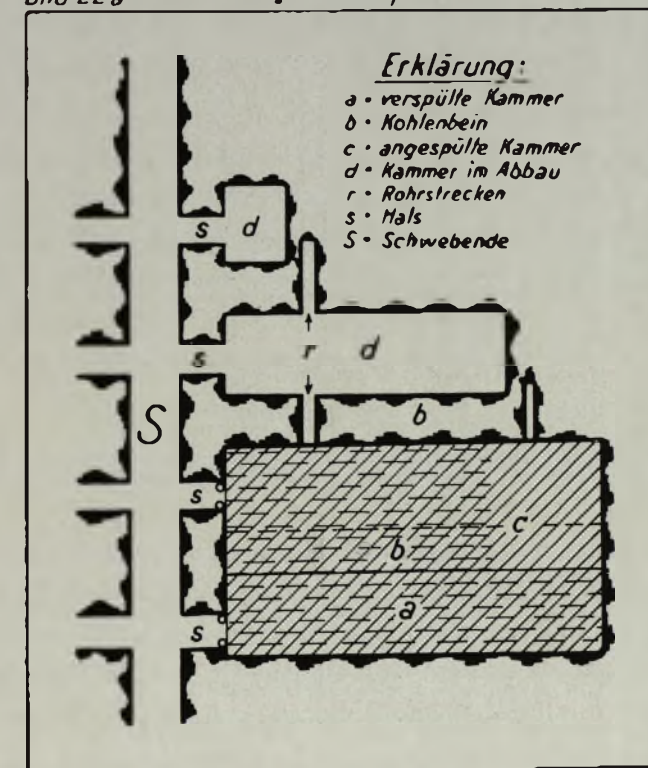 Erklärung:
a • verspülte Kammer
b • Kohlenbein
c • angespülte Kammer
d • Kammer im Abbau
r • Rohrstrecken
s • Hals
S • Schwebende
s d
s r d
S b
s c
b
a
s